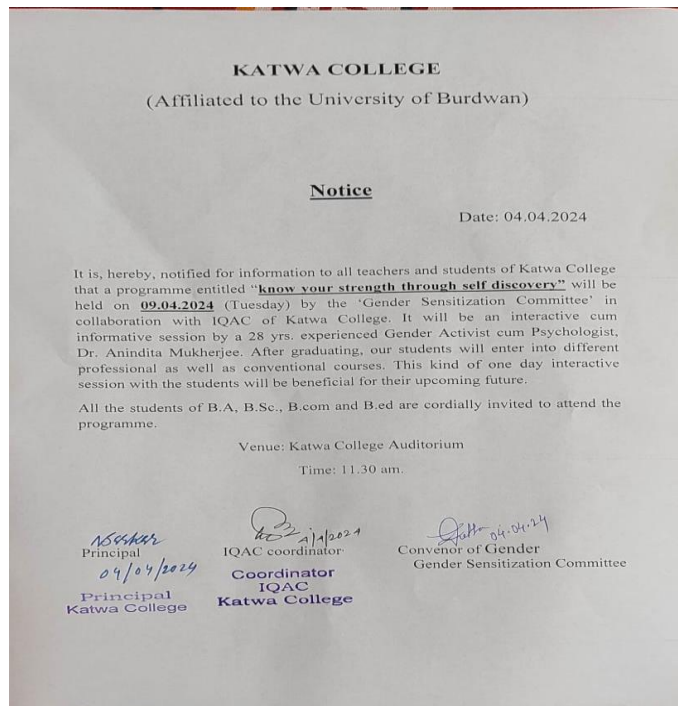 KATWA COLLEGE
(Affiliated to the University of Burdwan)
Notice
Date: 04.04.2024
It is, hereby, notified for information to all teachers and students of Katwa College
that a programme entitled “know your strength through self discovery” will be
held on 09.04.2024 (Tuesday) by the ‘Gender Sensitization Committee’ in
collaboration with IQAC of Katwa College. It will be an interactive cum
informative session by a 28 yrs. experienced Gender Activist cum Psychologist,
Dr. Anindita Mukherjee. After graduating, our students will enter into different
professional as well as conventional courses. This kind of one day interactive
session with the students will be beneficial for their upcoming future.
All the students of B.A, B.Sc., B.com and B.ed are cordially invited to attend the
programme.
Venue: Katwa College Auditorium
Time: 11.30 am.
Principal
04/04/2024
Principal
Katwa College
4/4/2024
IQAC coordinator
Coordinator
IQAC
Katwa College
04.04.24
Convenor of Gender
Gender Sensitization Committee